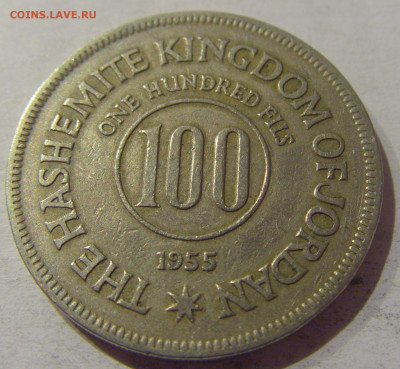 COINS.LAVE.RU
THE HASHEMITE KINGDOM OF JORDAN
ONE HUNDRED FILS
100
1955